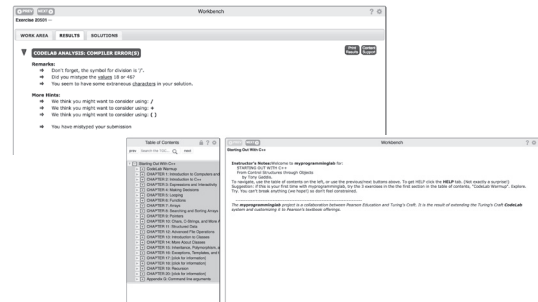 prev next
Workbench
Exercise 20031 —
WORK AREA RESULTS SOLUTIONS
CODELAB ANALYSIS: COMPILER ERROR(S)
Print Results
Content Support
Remarks:
⇒ Don't forget, the symbol for division is '/'.
⇒ Did you mistype the values 18 or 46?
⇒ You seem to have some extraneous characters in your solution.
More Hints:
⇒ We think you might want to consider using: /
⇒ We think you might want to consider using: +
⇒ We think you might want to consider using: ( )
⇒ You have mistyped your submission
Table of Contents
prev Search the TOC... next
Starting Out With C++
CodeLab Warmup
CHAPTER 1: Introduction to Computers and
CHAPTER 2: Introduction to C++
CHAPTER 3: Expressions and Interactivity
CHAPTER 4: Making Decisions
CHAPTER 5: Looping
CHAPTER 6: Functions
CHAPTER 7: Arrays
CHAPTER 8: Searching and Sorting Arrays
CHAPTER 9: Pointers
CHAPTER 10: Chars, C-Strings, and More A
CHAPTER 11: Structured Data
CHAPTER 12: Advanced File Operations
CHAPTER 13: Introduction to Classes
CHAPTER 14: More About Classes
CHAPTER 15: Inheritance, Polymorphism, a
CHAPTER 16: Exceptions, Templates, and t
CHAPTER 17: [click for information]
CHAPTER 18: [click for information]
CHAPTER 19: Recursion
CHAPTER 20: [click for information]
Appendix G: Command line arguments
Workbench
Starting Out With C++
Instructor's Notes: Welcome to myprogramminglab for:
STARTING OUT WITH C++
From Control Structures through Objects
by Tony Gaddis.
To navigate, use the table of contents on the left, or use the previous/next buttons above. To get HELP click the HELP tab. (Not exactly a surprise!)
Suggestion: if this is your first time with myprogramminglab, try the 3 exercises in the the first section in the table of contents, "CodeLab Warmup". Explore.
Try. You can't break anything (we hope!) so don't feel constrained.
The myprogramminglab project is a collaboration between Pearson Education and Turing's Craft. It is the result of extending the Turing's Craft CodeLab
system and customizing it to Pearson's textbook offerings.